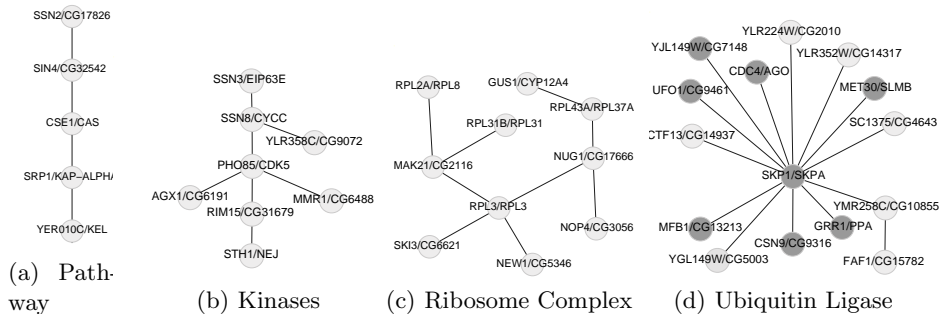 SSN2/CG17826
SIN4/CG32542
CSE1/CAS
SRP1/KAP-ALPHA
YER010C/KEL
(a) Path-
way
SSN3/EIP63E
SSN8/CYCC
YLR358C/CG9072
PHO85/CDK5
AGX1/CG6191
MMR1/CG6488
RIM15/CG31679
STH1/NEJ
(b) Kinases
RPL2A/RPL8
GUS1/CYP12A4
RPL43A/RPL37A
RPL31B/RPL31
MAK21/CG2116
NUG1/CG17666
RPL3/RPL3
NOP4/CG3056
SKI3/CG6621
NEW1/CG5346
(c) Ribosome Complex
YLR224W/CG2010
YJL149W/CG7148
YLR352W/CG14317
CDC4/AGO
UFO1/CG9461
MET30/SLMB
SC1375/CG4643
CTF13/CG14937
SKP1/SKPA
YMR258C/CG10855
MFB1/CG13213
GRR1/PPA
CSN9/CG9316
YGL149W/CG5003
FAF1/CG15782
(d) Ubiquitin Ligase